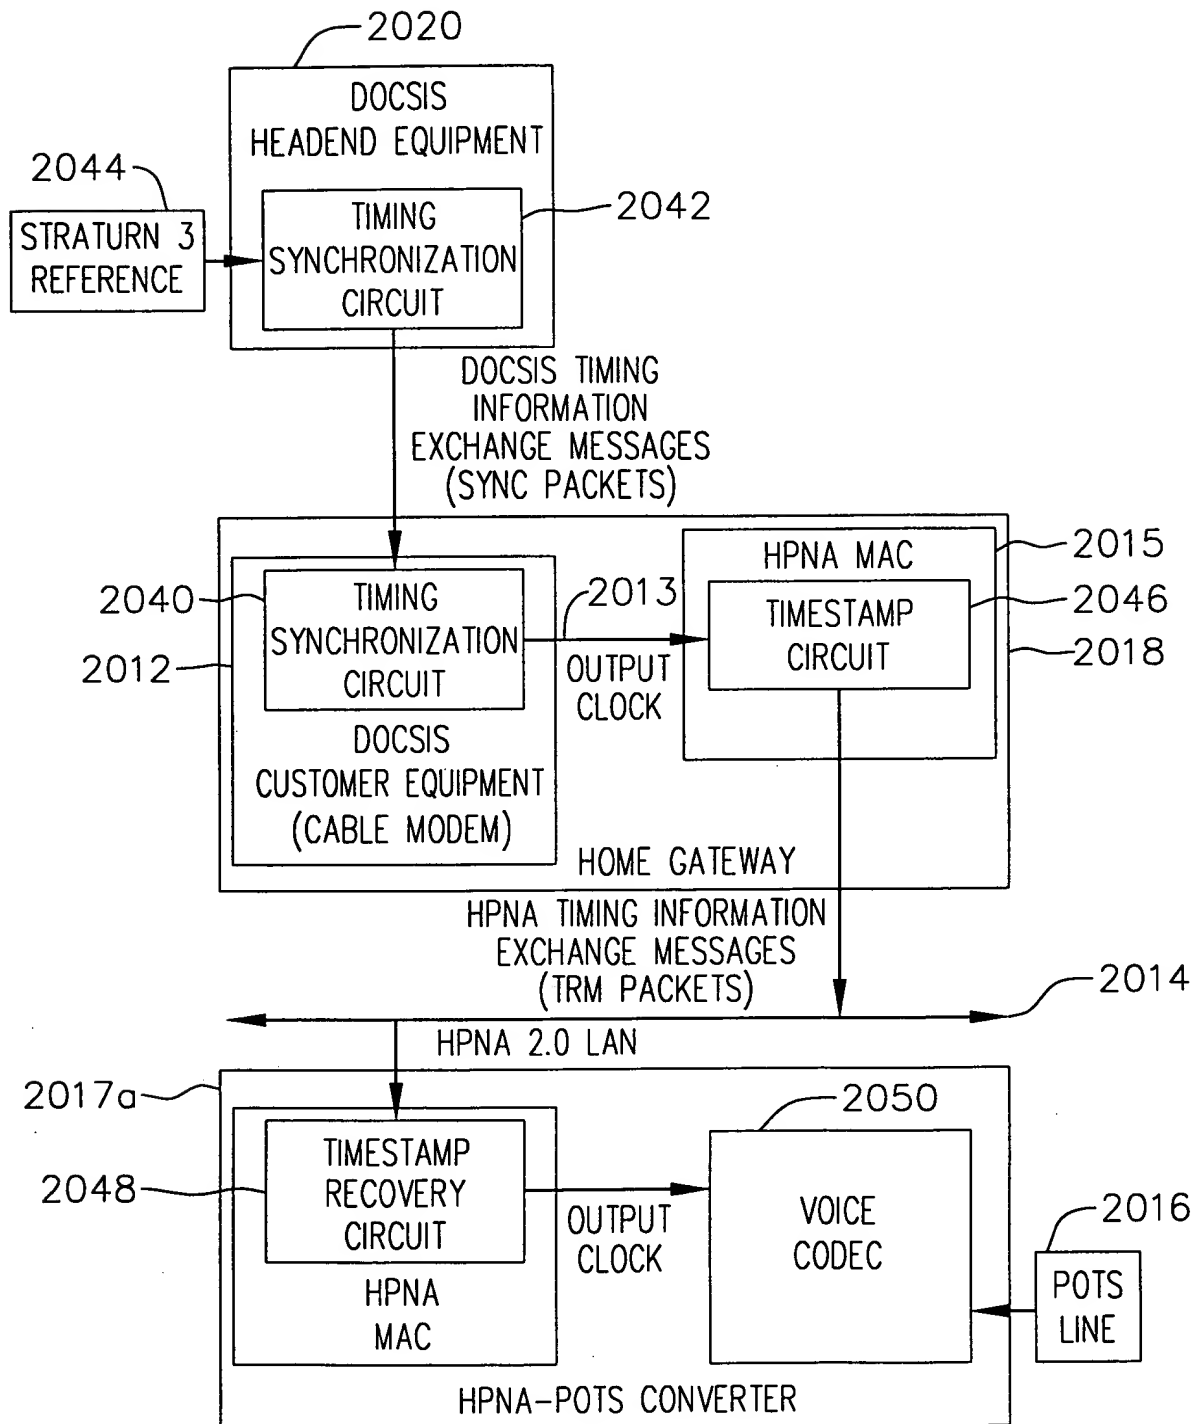 2020
DOCSIS
HEADEND EQUIPMENT
2044
STRATURN 3
REFERENCE
TIMING
SYNCHRONIZATION
CIRCUIT
2042
DOCSIS TIMING
INFORMATION
EXCHANGE MESSAGES
(SYNC PACKETS)
2040
2012
TIMING
SYNCHRONIZATION
CIRCUIT
DOCSIS
CUSTOMER EQUIPMENT
(CABLE MODEM)
2013
OUTPUT
CLOCK
HPNA MAC
TIMESTAMP
CIRCUIT
2015
2046
2018
HOME GATEWAY
HPNA TIMING INFORMATION
EXCHANGE MESSAGES
(TRM PACKETS)
2014
HPNA 2.0 LAN
2017a
2048
TIMESTAMP
RECOVERY
CIRCUIT
HPNA
MAC
OUTPUT
CLOCK
2050
VOICE
CODEC
2016
POTS
LINE
HPNA-POTS CONVERTER